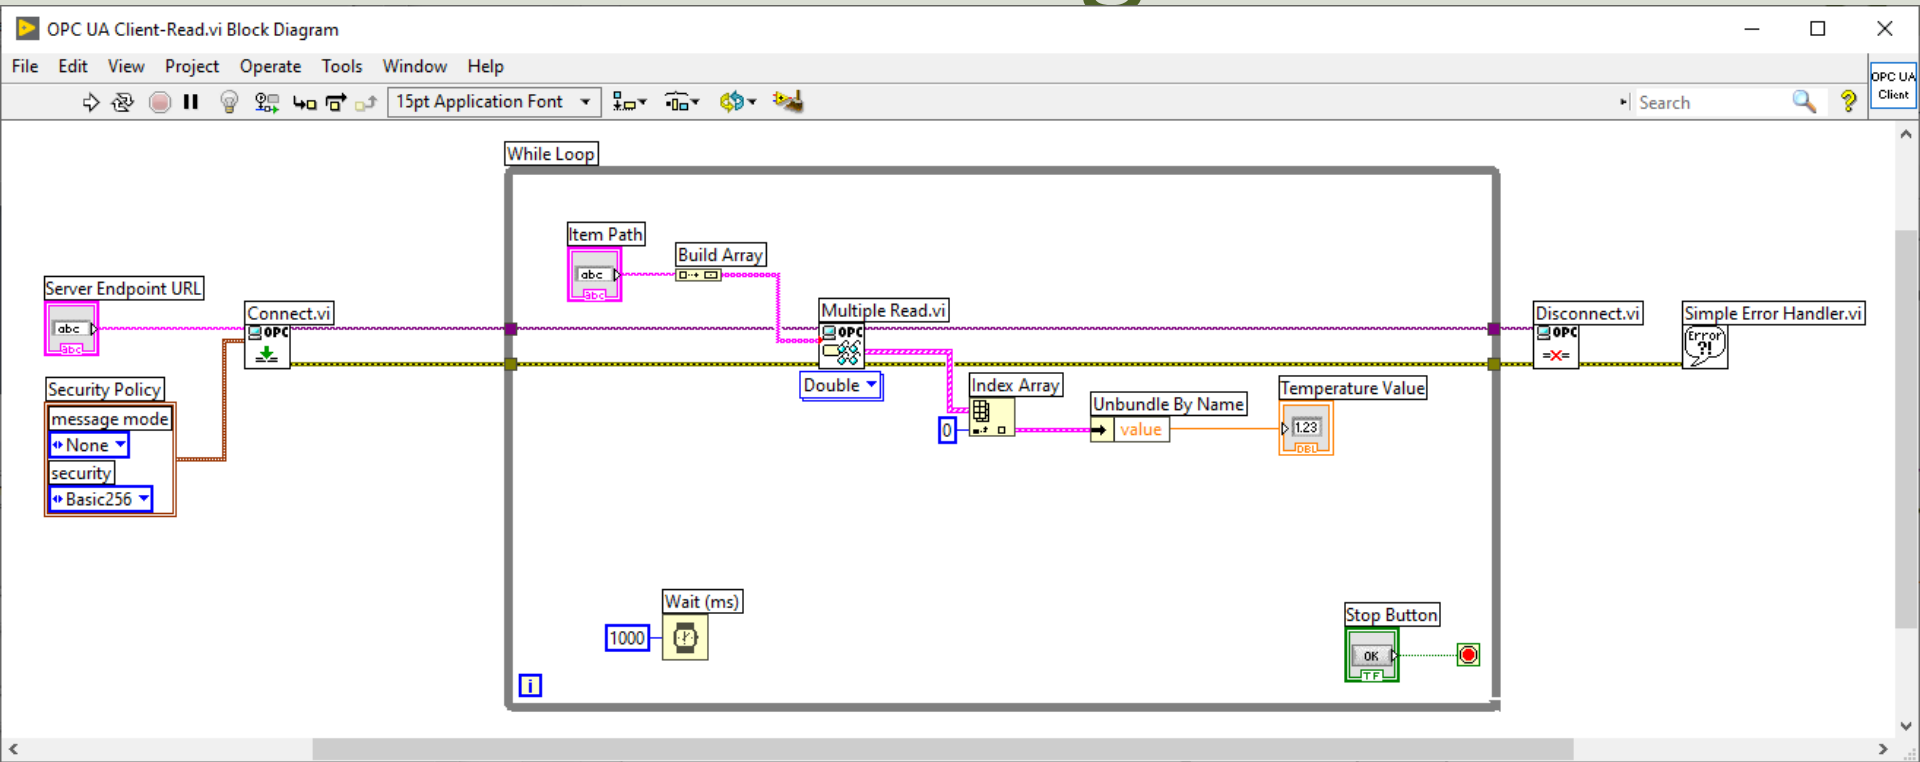 OPC UA Client-Read.vi Block Diagram
File Edit View Project Operate Tools Window Help
15pt Application Font
Search
OPC UA
Client
While Loop
Item Path
abc
abc
Build Array
Server Endpoint URL
abc
abc
Connect.vi
OPC
Multiple Read.vi
OPC
Double
Disconnect.vi
OPC
=X=
Simple Error Handler.vi
Error
?!
Security Policy
message mode
None
security
Basic256
Index Array
0
Unbundle By Name
value
Temperature Value
1.23
DBL
Wait (ms)
1000
Stop Button
OK
TF
i